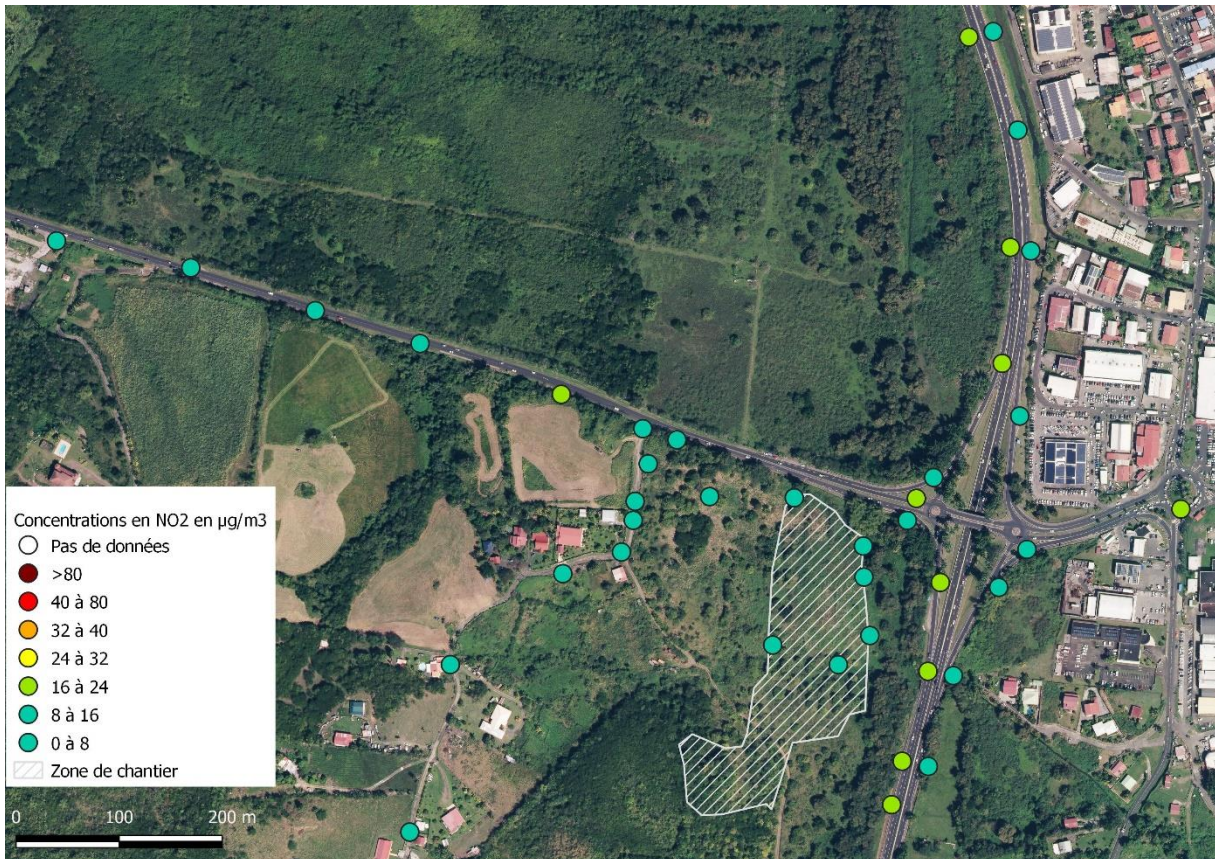 Concentrations en NO2 en µg/m3
Pas de données
>80
40 à 80
32 à 40
24 à 32
16 à 24
8 à 16
0 à 8
Zone de chantier
0 100 200 m